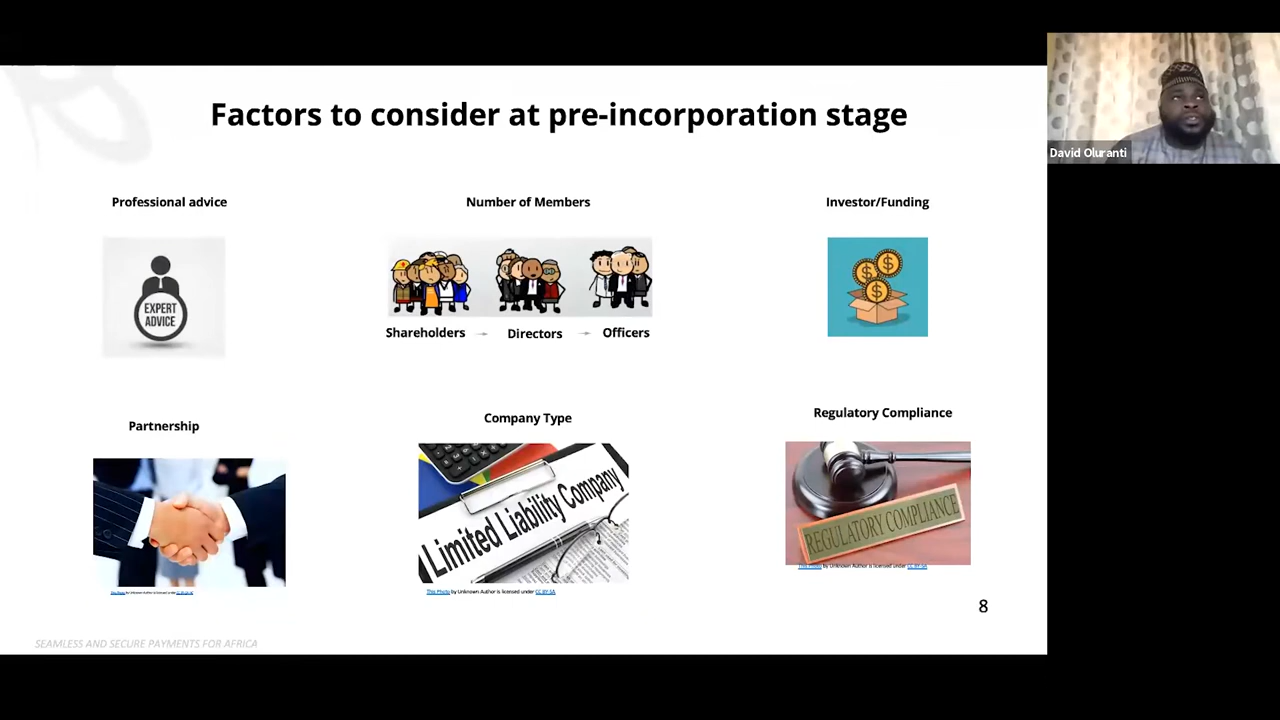 Factors to consider at pre-incorporation stage
David Oluranti
Professional advice
Number of Members
Investor/Funding
EXPERT
ADVICE
Shareholders
Directors
Officers
Partnership
Company Type
Regulatory Compliance
Limited Liability Company
REGULATORY COMPLIANCE
This Photo by Unknown Author is licensed under CC BY-SA
This Photo by Unknown Author is licensed under CC BY-SA
8
SEAMLESS AND SECURE PAYMENTS FOR AFRICA